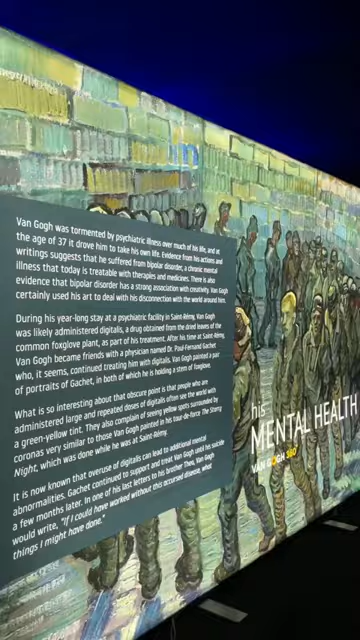 Van Gogh was tormented by psychiatric illness over much of his life, and at
the age of 37 it drove him to take his own life. Evidence from his actions and
writings suggests that he suffered from bipolar disorder, a chronic mental
illness that today is treatable with therapies and medicines. There is also
evidence that bipolar disorder has a strong association with creativity. Van Gogh
certainly used his art to deal with his disconnection with the world around him.
During his year-long stay at a psychiatric facility in Saint-Rémy, Van Gogh
was likely administered digitalis, a drug obtained from the dried leaves of the
common foxglove plant, as part of his treatment. After his time at Saint-Rémy,
Van Gogh became friends with a physician named Dr. Paul-Fernand Gachet
who, it seems, continued treating him with digitalis. Van Gogh painted a pair
of portraits of Gachet, in both of which he is holding a stem of foxglove.
What is so interesting about that obscure point is that people who are
administered large and repeated doses of digitalis often see the world with
a green-yellow tint. They also complain of seeing yellow spots surrounded by
coronas very similar to those Van Gogh painted in his tour-de-force The Starry
Night, which was done while he was at Saint-Rémy.
It is now known that overuse of digitalis can lead to additional mental
abnormalities. Gachet continued to support and treat Van Gogh until his suicide
a few months later. In one of his last letters to his brother Theo, Van Gogh
would write, "If I could have worked without this accursed disease, what
things I might have done."
his
MENTAL HEALTH
VAN GOGH 360°